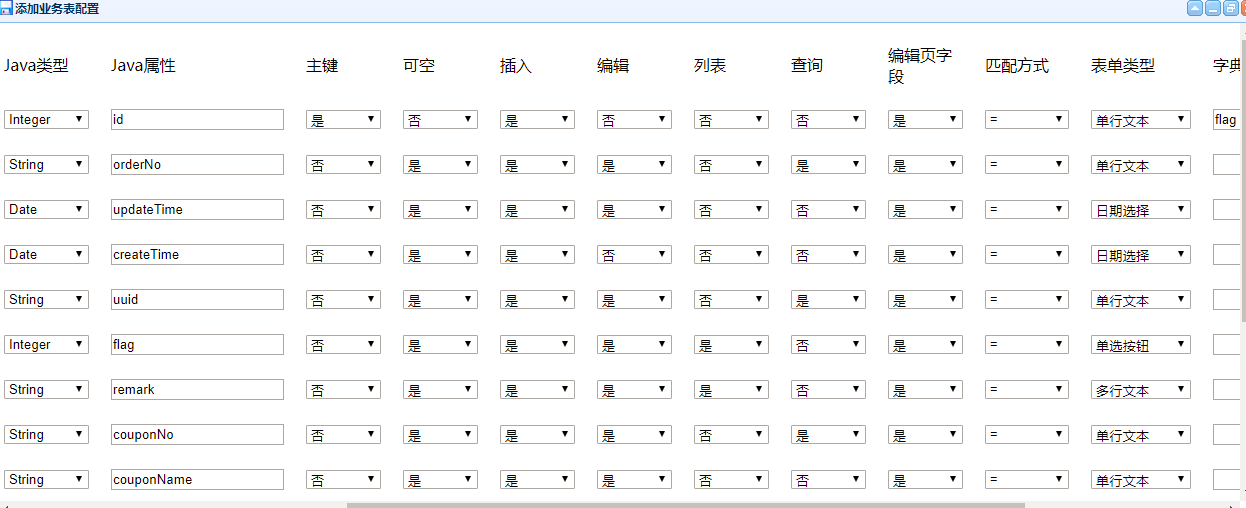 添加业务表配置
Java类型 Java属性 主键 可空 插入 编辑 列表 查询 编辑页字段 匹配方式 表单类型 字典
Integer id 是 否 是 否 否 否 是 = 单行文本 flag
String orderNo 否 是 是 是 否 是 是 = 单行文本
Date updateTime 否 是 是 是 否 否 是 = 日期选择
Date createTime 否 是 是 否 否 否 是 = 日期选择
String uuid 否 是 是 是 否 是 是 = 单行文本
Integer flag 否 是 是 是 是 否 是 = 单选按钮
String remark 否 是 是 是 是 否 是 = 多行文本
String couponNo 否 是 是 是 否 是 是 = 单行文本
String couponName 否 是 是 是 否 否 是 = 单行文本